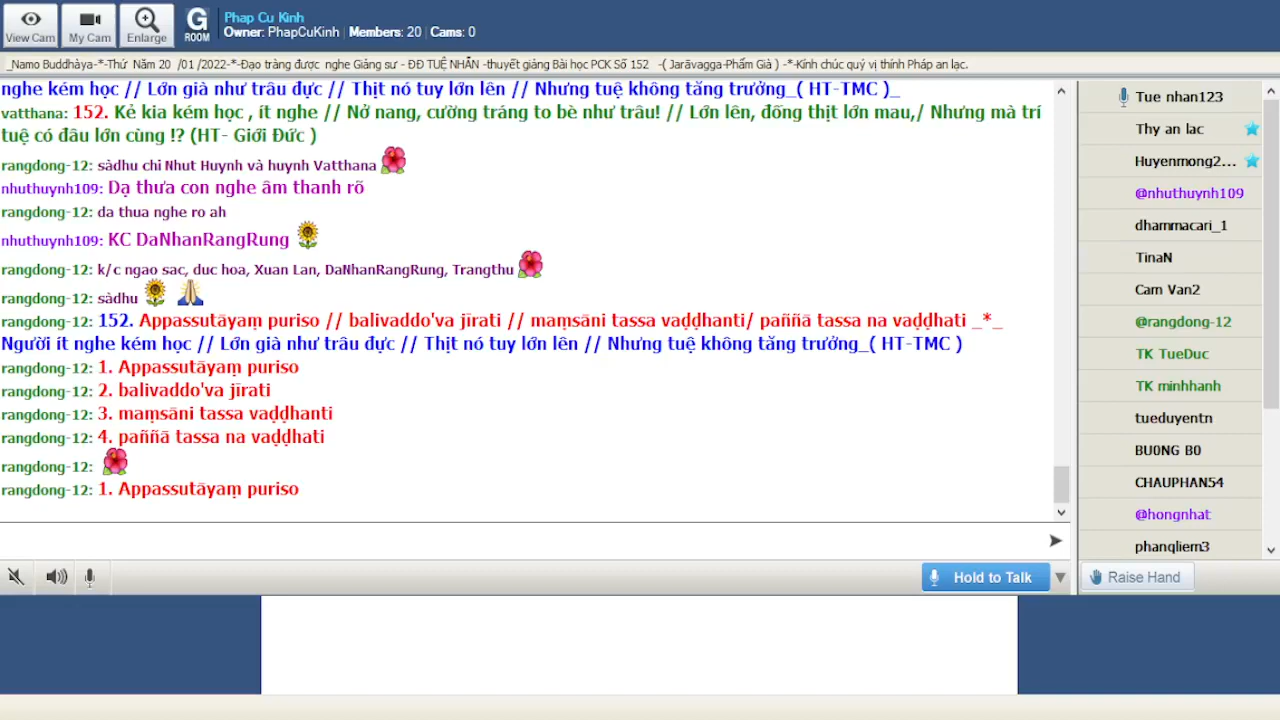 View Cam
My Cam
Enlarge
G
ROOM
Phap Cu Kinh
Owner: PhapCuKinh | Members: 20 | Cams: 0
_Namo Buddhàya-*-Thứ Năm 20 /01 /2022-*-Đạo tràng được nghe Giảng sư - ĐĐ TUỆ NHẪN -thuyết giảng Bài học PCK Số 152 -( Jarāvagga-Phẩm Già ) -*-Kính chúc quý vị thính Pháp an lạc.
nghe kém học // Lớn già như trâu đực // Thịt nó tuy lớn lên // Nhưng tuệ không tăng trưởng_( HT-TMC )_
vatthana: 152. Kẻ kia kém học , ít nghe // Nở nang, cường tráng to bè như trâu! // Lớn lên, đống thịt lớn mau,/ Nhưng mà trí
tuệ có đâu lớn cùng !? (HT- Giới Đức )
rangdong-12: sàdhu chi Nhut Huynh và huynh Vatthana
nhuthuynh109: Dạ thưa con nghe âm thanh rõ
rangdong-12: da thua nghe ro ah
nhuthuynh109: KC DaNhanRangRung
rangdong-12: k/c ngao sac, duc hoa, Xuan Lan, DaNhanRangRung, Trangthu
rangdong-12: sàdhu
rangdong-12: 152. Appassutāyaṃ puriso // balivaddo'va jīrati // maṃsāni tassa vaḍḍhanti/ paññā tassa na vaḍḍhati _*_
Người ít nghe kém học // Lớn già như trâu đực // Thịt nó tuy lớn lên // Nhưng tuệ không tăng trưởng_( HT-TMC )
rangdong-12: 1. Appassutāyaṃ puriso
rangdong-12: 2. balivaddo'va jīrati
rangdong-12: 3. maṃsāni tassa vaḍḍhanti
rangdong-12: 4. paññā tassa na vaḍḍhati
rangdong-12:
rangdong-12: 1. Appassutāyaṃ puriso
Tue nhan123
Thy an lac
Huyenmong2...
@nhuthuynh109
dhammacari_1
TinaN
Cam Van2
@rangdong-12
TK TueDuc
TK minhhanh
tueduyentn
BU0NG B0
CHAUPHAN54
@hongnhat
phanqliem3
Hold to Talk
Raise Hand